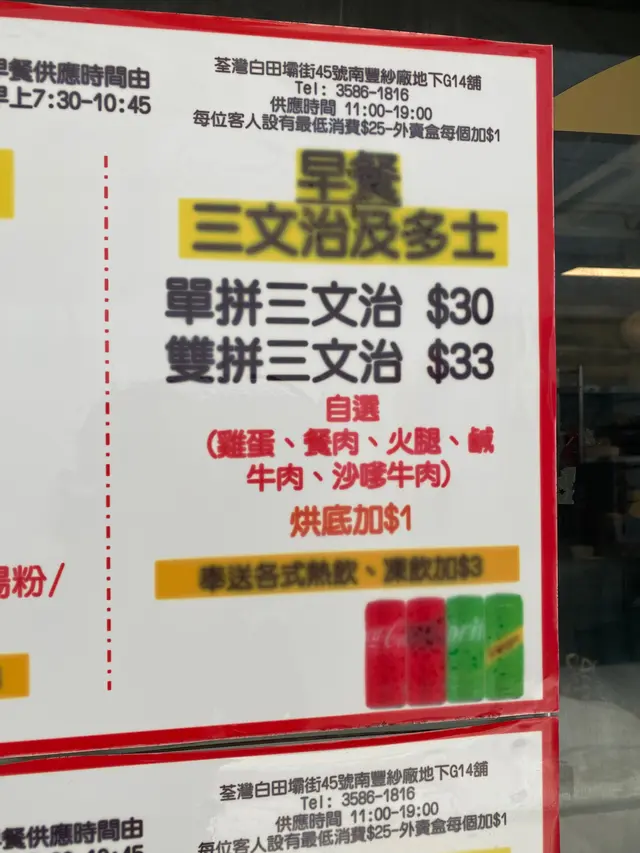 早餐供應時間由
早上7:30-10:45
荃灣白田壩街45號南豐紗廠地下G14舖
Tel: 3586-1816
供應時間 11:00-19:00
每位客人設有最低消費$25-外賣盒每個加$1
早餐
三文治及多士
單拼三文治 $30
雙拼三文治 $33
自選
(雞蛋、餐肉、火腿、鹹
牛肉、沙嗲牛肉)
烘底加$1
奉送各式熱飲、凍飲加$3
湯粉/
荃灣白田壩街45號南豐紗廠地下G14舖
Tel: 3586-1816
供應時間 11:00-19:00
每位客人設有最低消費$25-外賣盒每個加$1
餐供應時間由